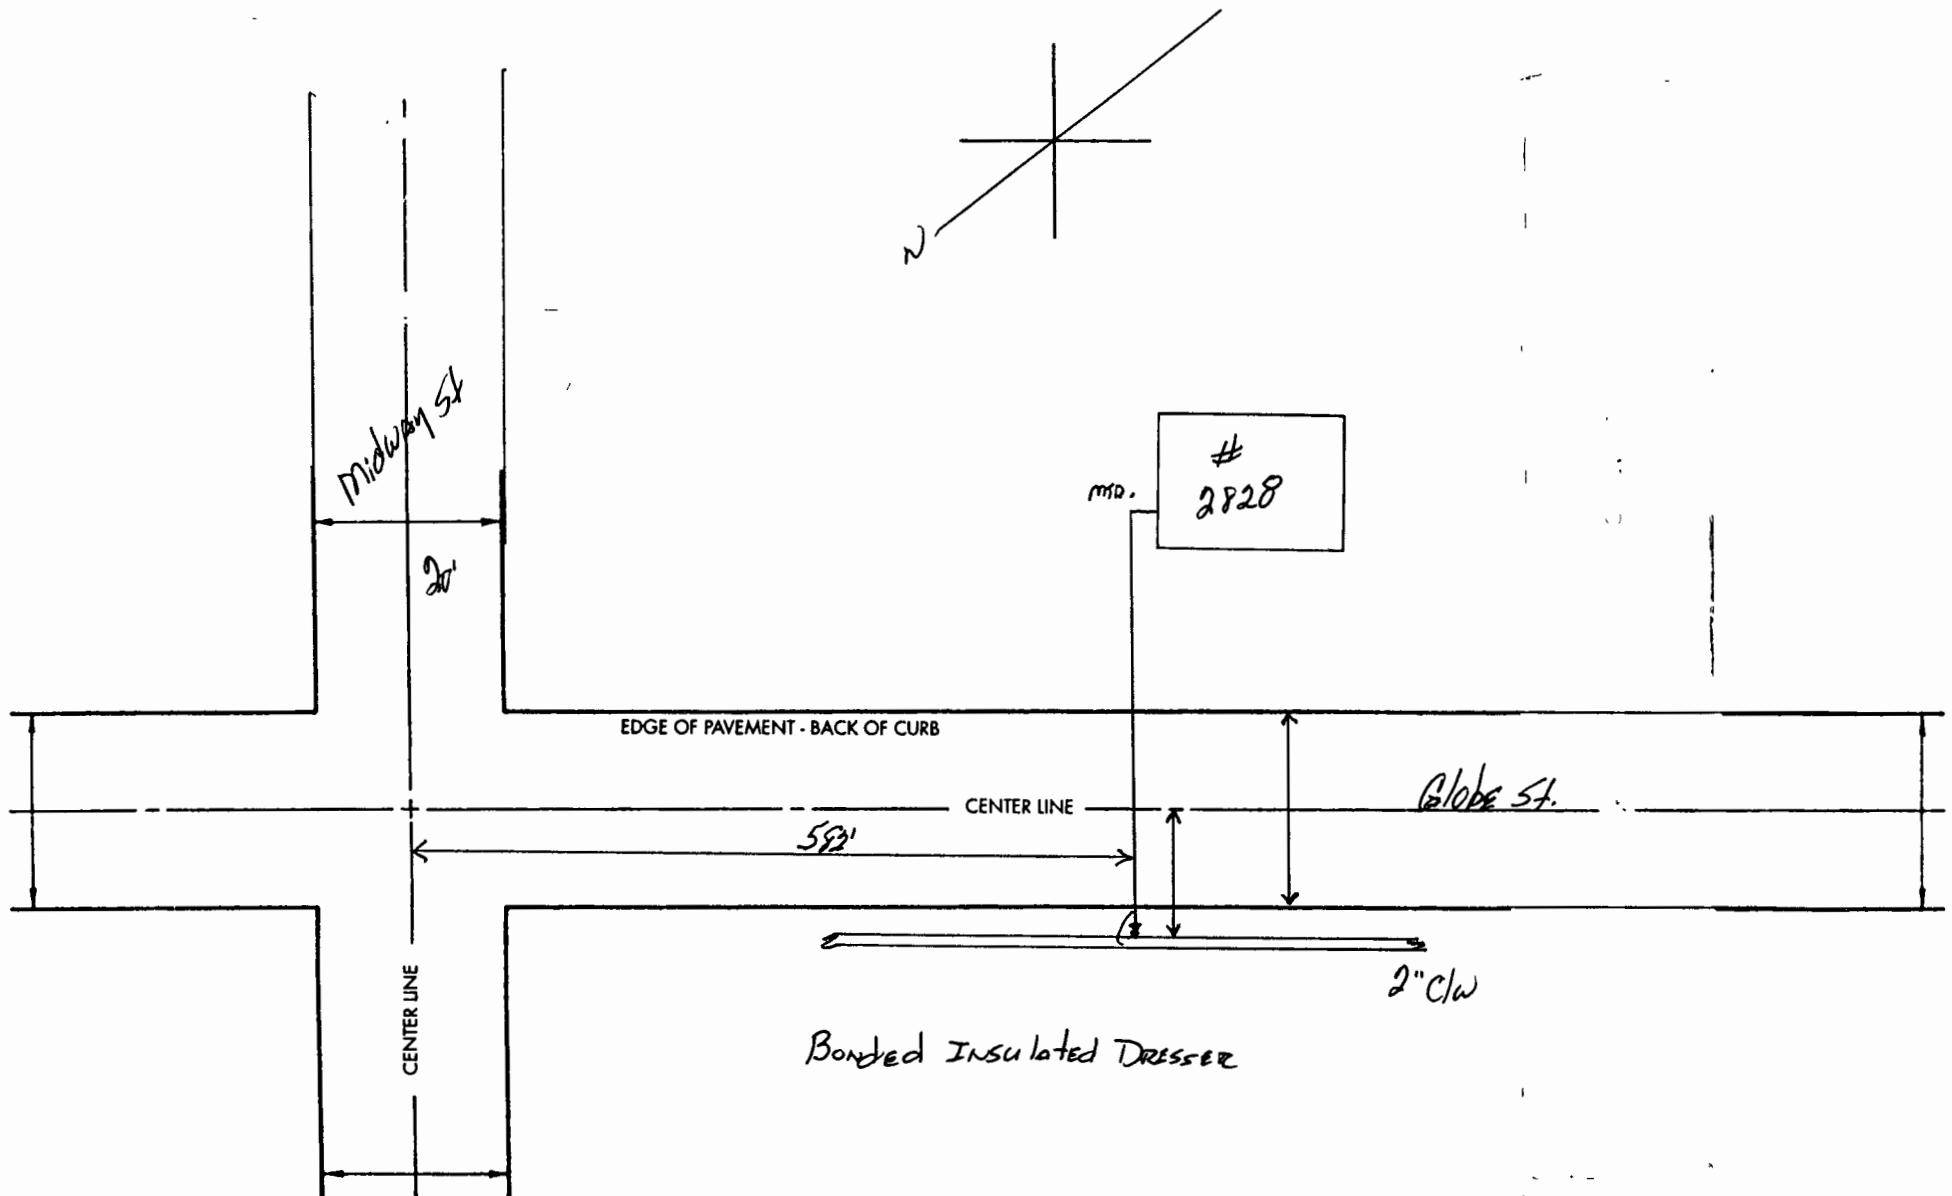 N
Midway St
20'
#
2828
EDGE OF PAVEMENT - BACK OF CURB
CENTER LINE
Globe St.
582'
2" C/W
CENTER LINE
Bonded Insulated Dresser